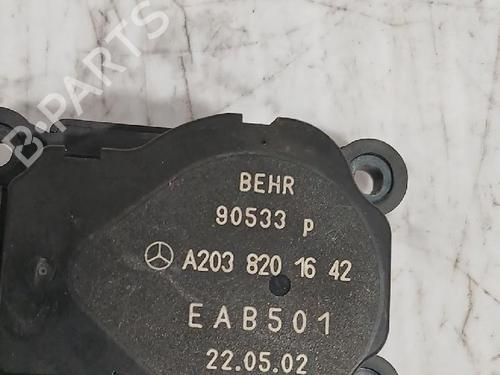 B-PARTS
BEHR
90533 P
A203 820 16 42
EAB501
22.05.02